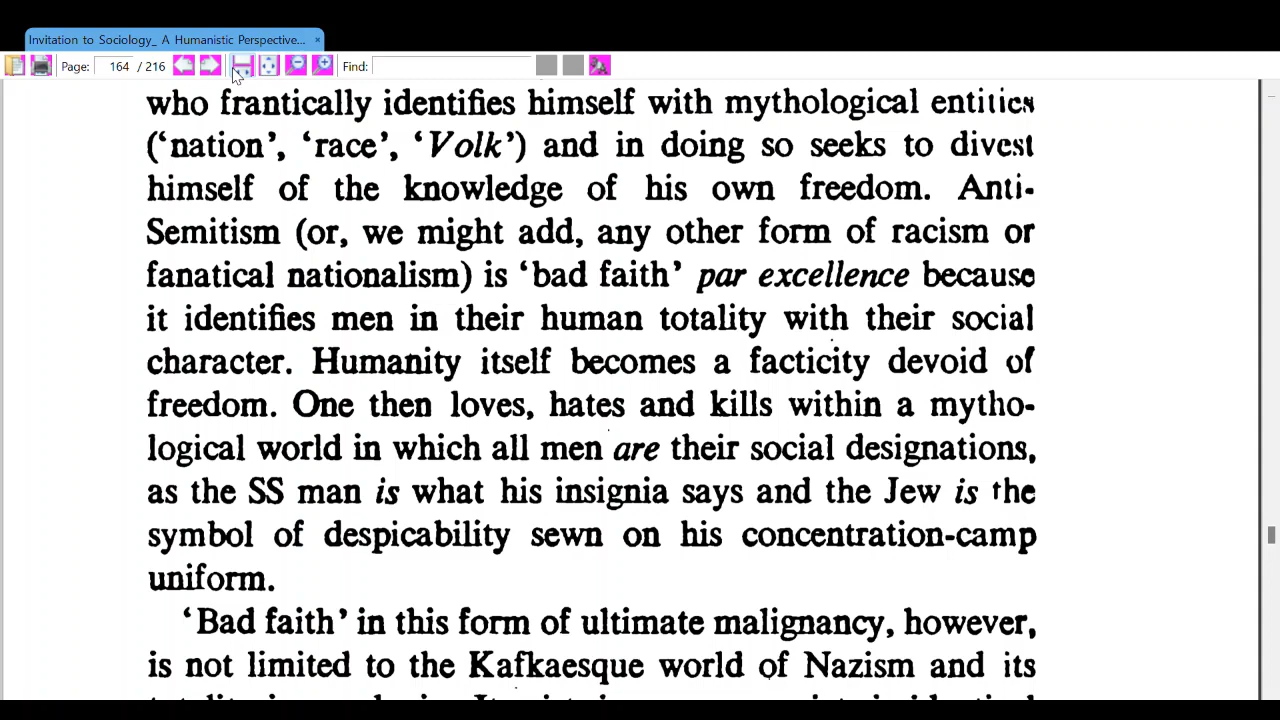 Invitation to Sociology_ A Humanistic Perspective... ×
Page: 164 / 216 Find:
who frantically identifies himself with mythological entities
(‘nation’, ‘race’, ‘Volk’) and in doing so seeks to divest
himself of the knowledge of his own freedom. Anti-
Semitism (or, we might add, any other form of racism or
fanatical nationalism) is ‘bad faith’ par excellence because
it identifies men in their human totality with their social
character. Humanity itself becomes a facticity devoid of
freedom. One then loves, hates and kills within a mytho-
logical world in which all men are their social designations,
as the SS man is what his insignia says and the Jew is the
symbol of despicability sewn on his concentration-camp
uniform.
‘Bad faith’ in this form of ultimate malignancy, however,
is not limited to the Kafkaesque world of Nazism and its